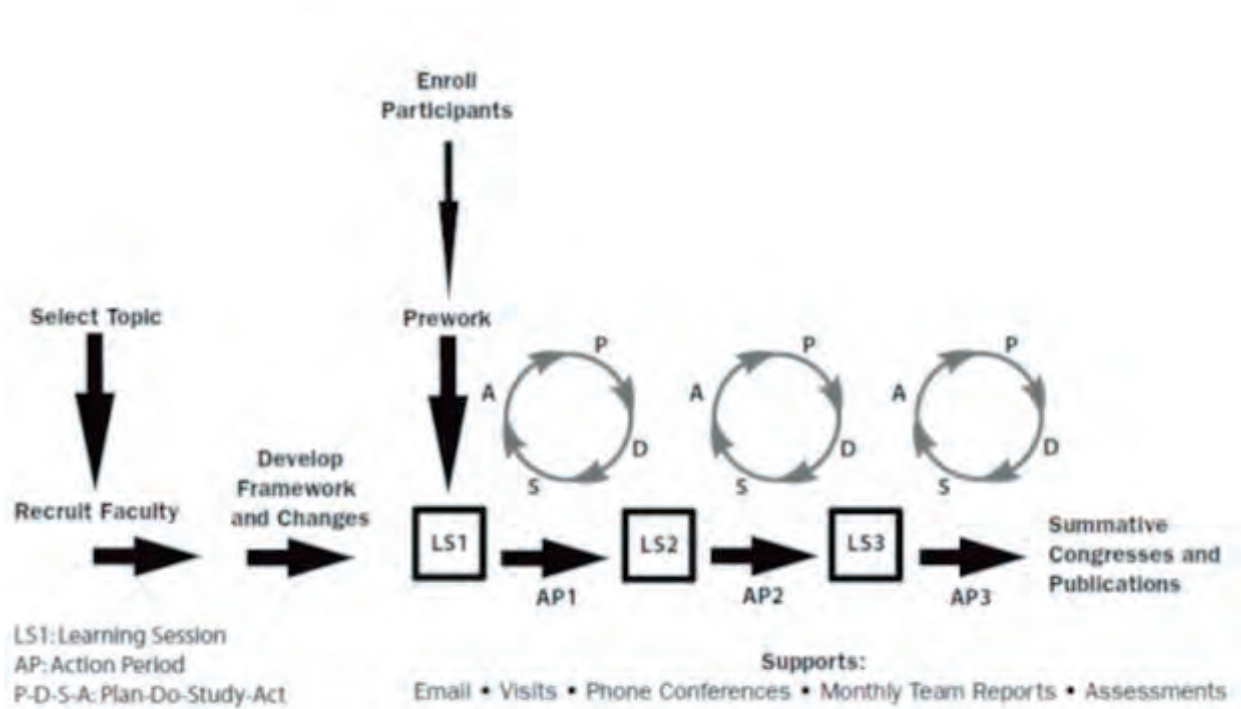 Enroll
Participants
Select Topic
Prework
P
A
D
S
P
A
D
S
P
A
D
S
Recruit Faculty
Develop
Framework
and Changes
LS1
AP1
LS2
AP2
LS3
AP3
Summative
Congresses and
Publications
LS1: Learning Session
AP: Action Period
P-D-S-A: Plan-Do-Study-Act
Supports:
Email • Visits • Phone Conferences • Monthly Team Reports • Assessments